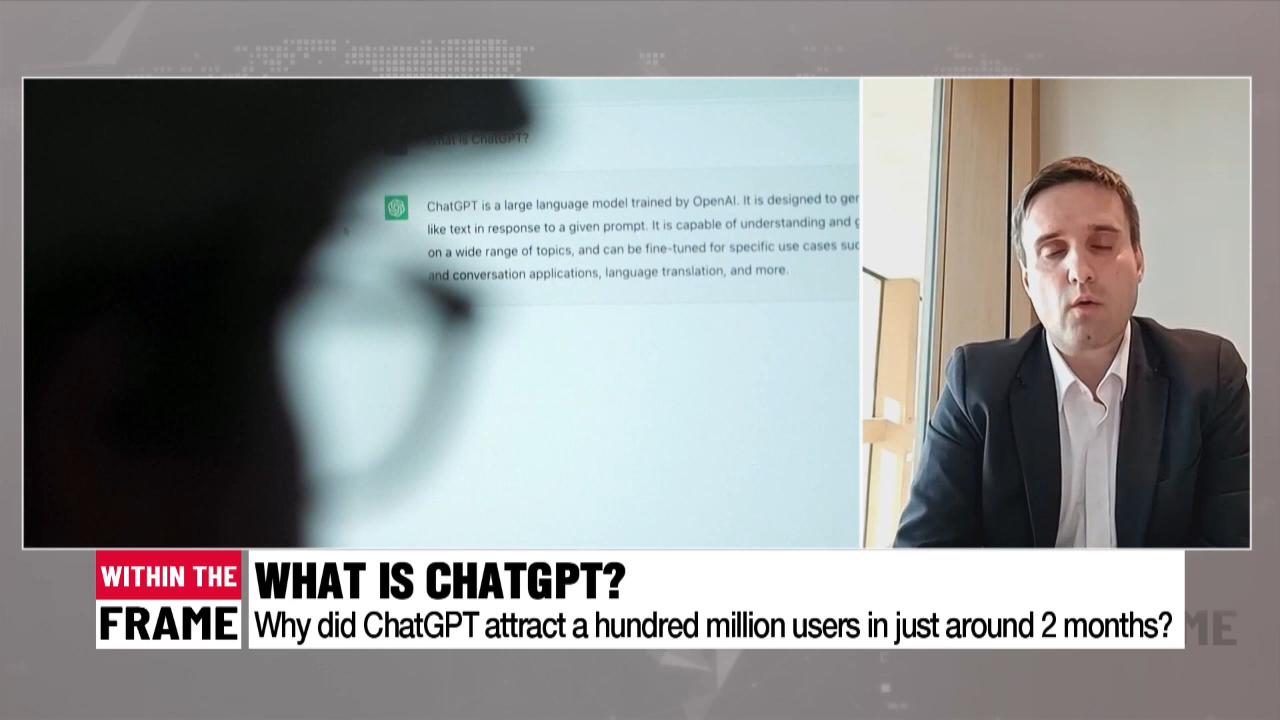 What is ChatGPT?
ChatGPT is a large language model trained by OpenAI. It is designed to ger
like text in response to a given prompt. It is capable of understanding and g
on a wide range of topics, and can be fine-tuned for specific use cases suc
and conversation applications, language translation, and more.
WITHIN THE
FRAME
WHAT IS CHATGPT?
Why did ChatGPT attract a hundred million users in just around 2 months?
ME